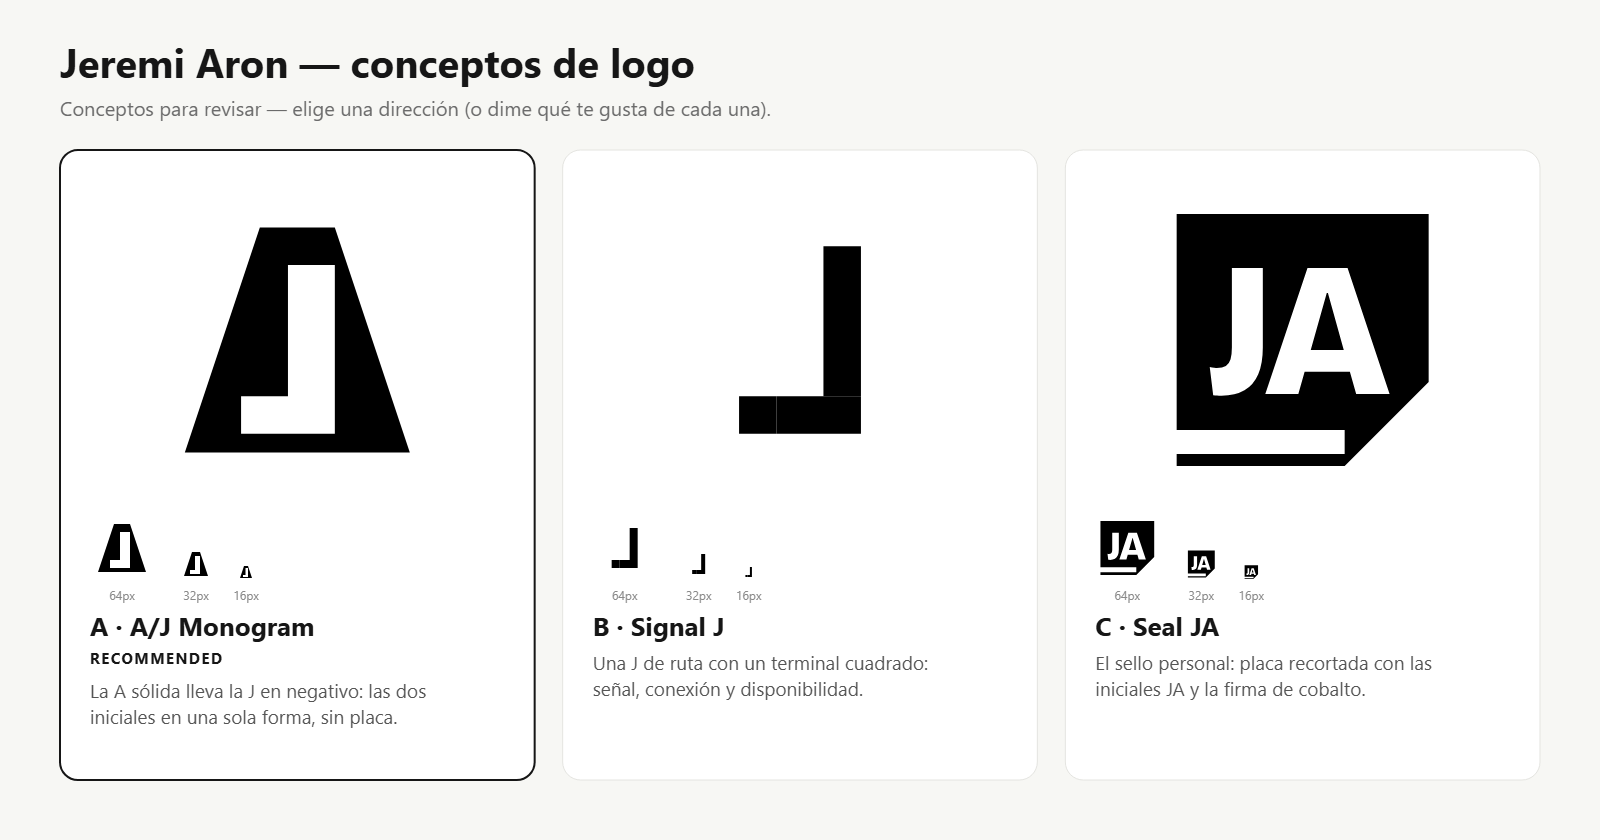 Jeremi Aron — conceptos de logo
Conceptos para revisar — elige una dirección (o dime qué te gusta de cada una).
J
64px 32px 16px
A · A/J Monogram
RECOMMENDED
La A sólida lleva la J en negativo: las dos
iniciales en una sola forma, sin placa.
J
64px 32px 16px
B · Signal J
Una J de ruta con un terminal cuadrado:
señal, conexión y disponibilidad.
JA
JA JA JA
64px 32px 16px
C · Seal JA
El sello personal: placa recortada con las
iniciales JA y la firma de cobalto.